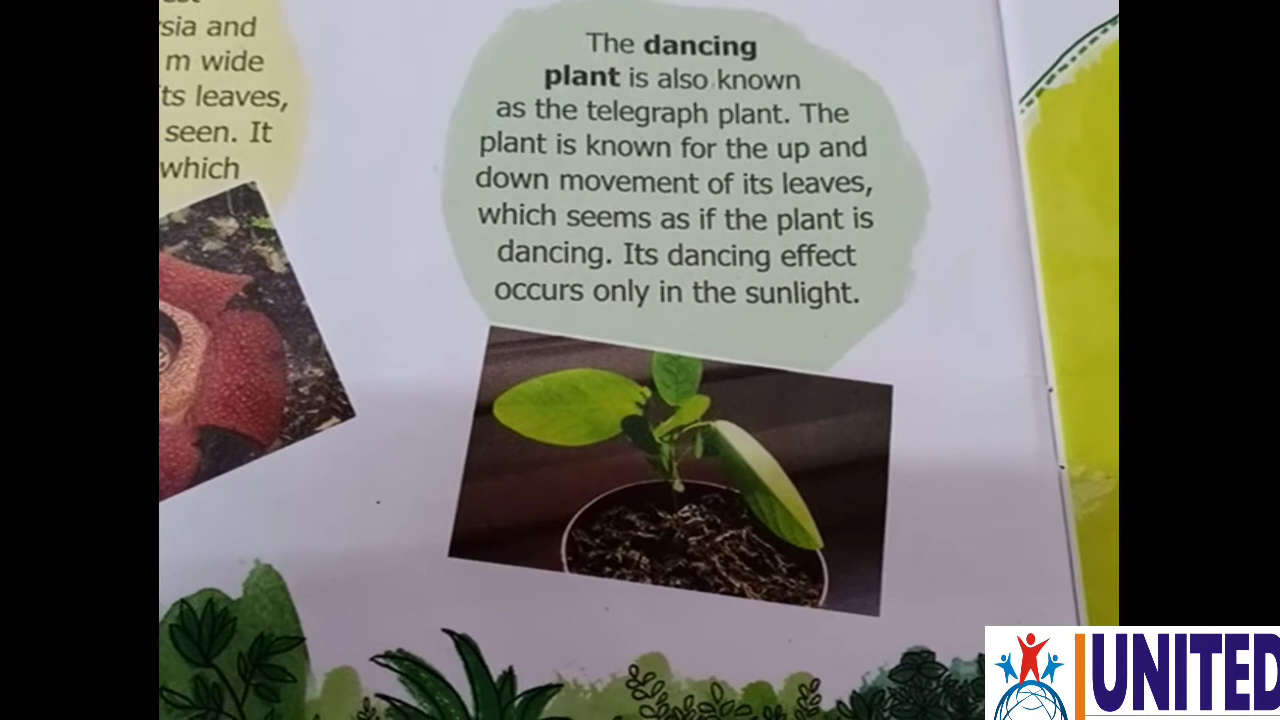 sia and
m wide
ts leaves,
seen. It
which
The dancing
plant is also known
as the telegraph plant. The
plant is known for the up and
down movement of its leaves,
which seems as if the plant is
dancing. Its dancing effect
occurs only in the sunlight.
UNITED